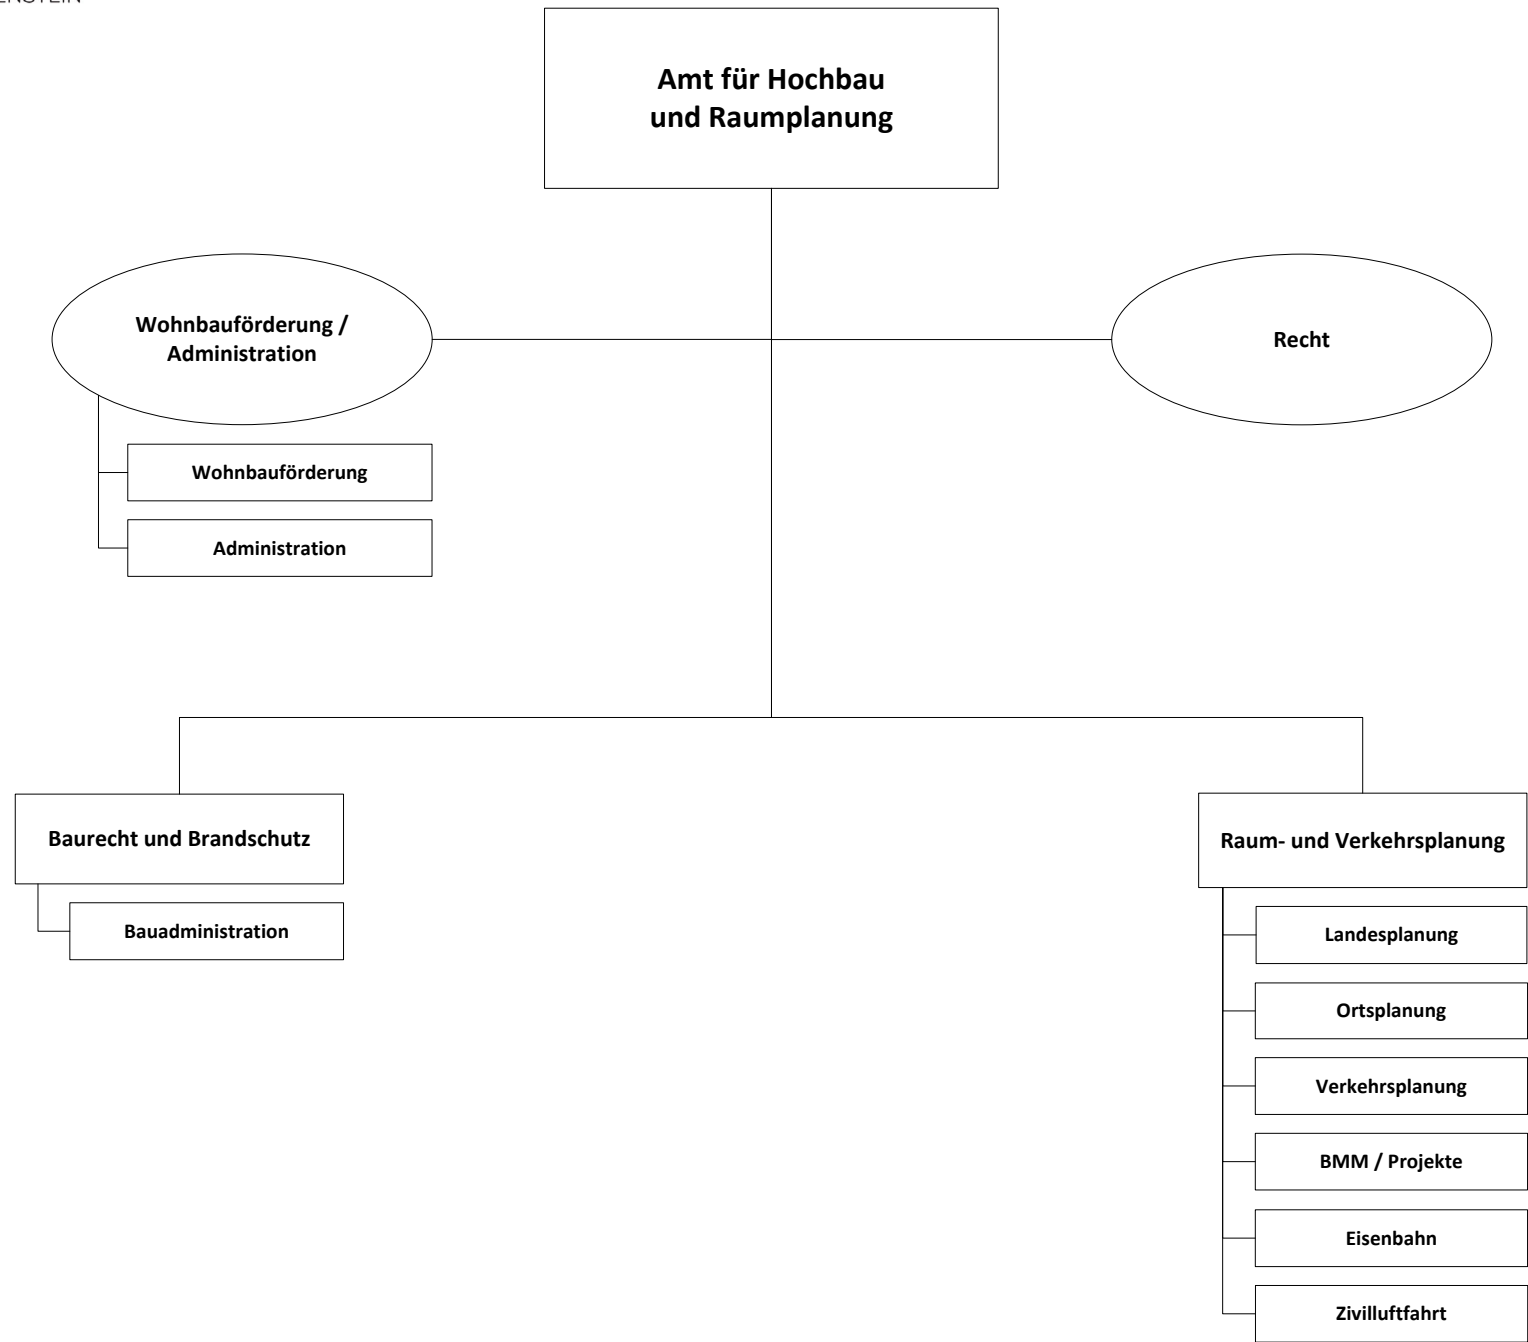 Amt für Hochbau
und Raumplanung
Wohnbauförderung /
Administration
Recht
Wohnbauförderung
Administration
Baurecht und Brandschutz
Raum- und Verkehrsplanung
Bauadministration
Landesplanung
Ortsplanung
Verkehrsplanung
BMM / Projekte
Eisenbahn
Zivilluftfahrt